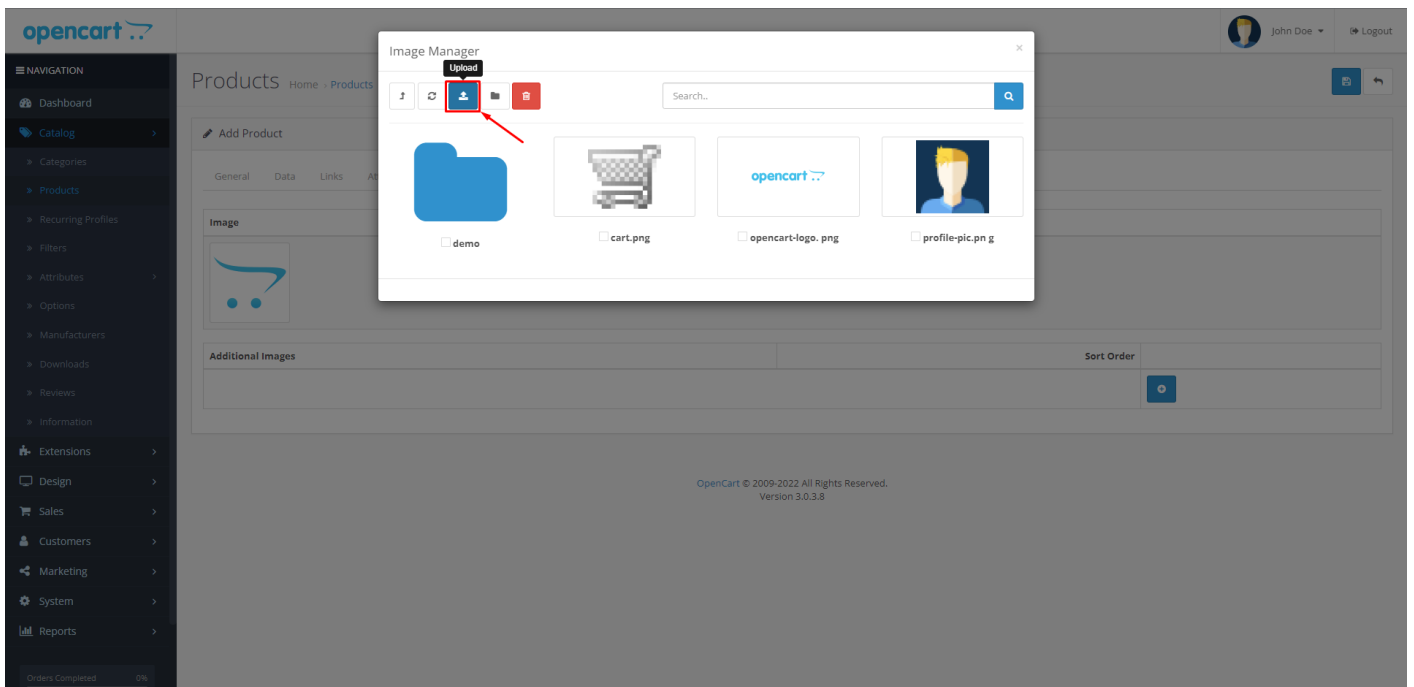 opencart
John Doe
Logout
NAVIGATION
Dashboard
Catalog
Categories
Products
Recurring Profiles
Filters
Attributes
Options
Manufacturers
Downloads
Reviews
Information
Extensions
Design
Sales
Customers
Marketing
System
Reports
Orders Completed 0%
Products Home › Products
Add Product
General Data Links
Image
Image Manager ×
Upload
Search..
opencart
demo
cart.png
opencart-logo. png
profile-pic.pn g
Additional Images Sort Order
OpenCart © 2009-2022 All Rights Reserved.
Version 3.0.3.8